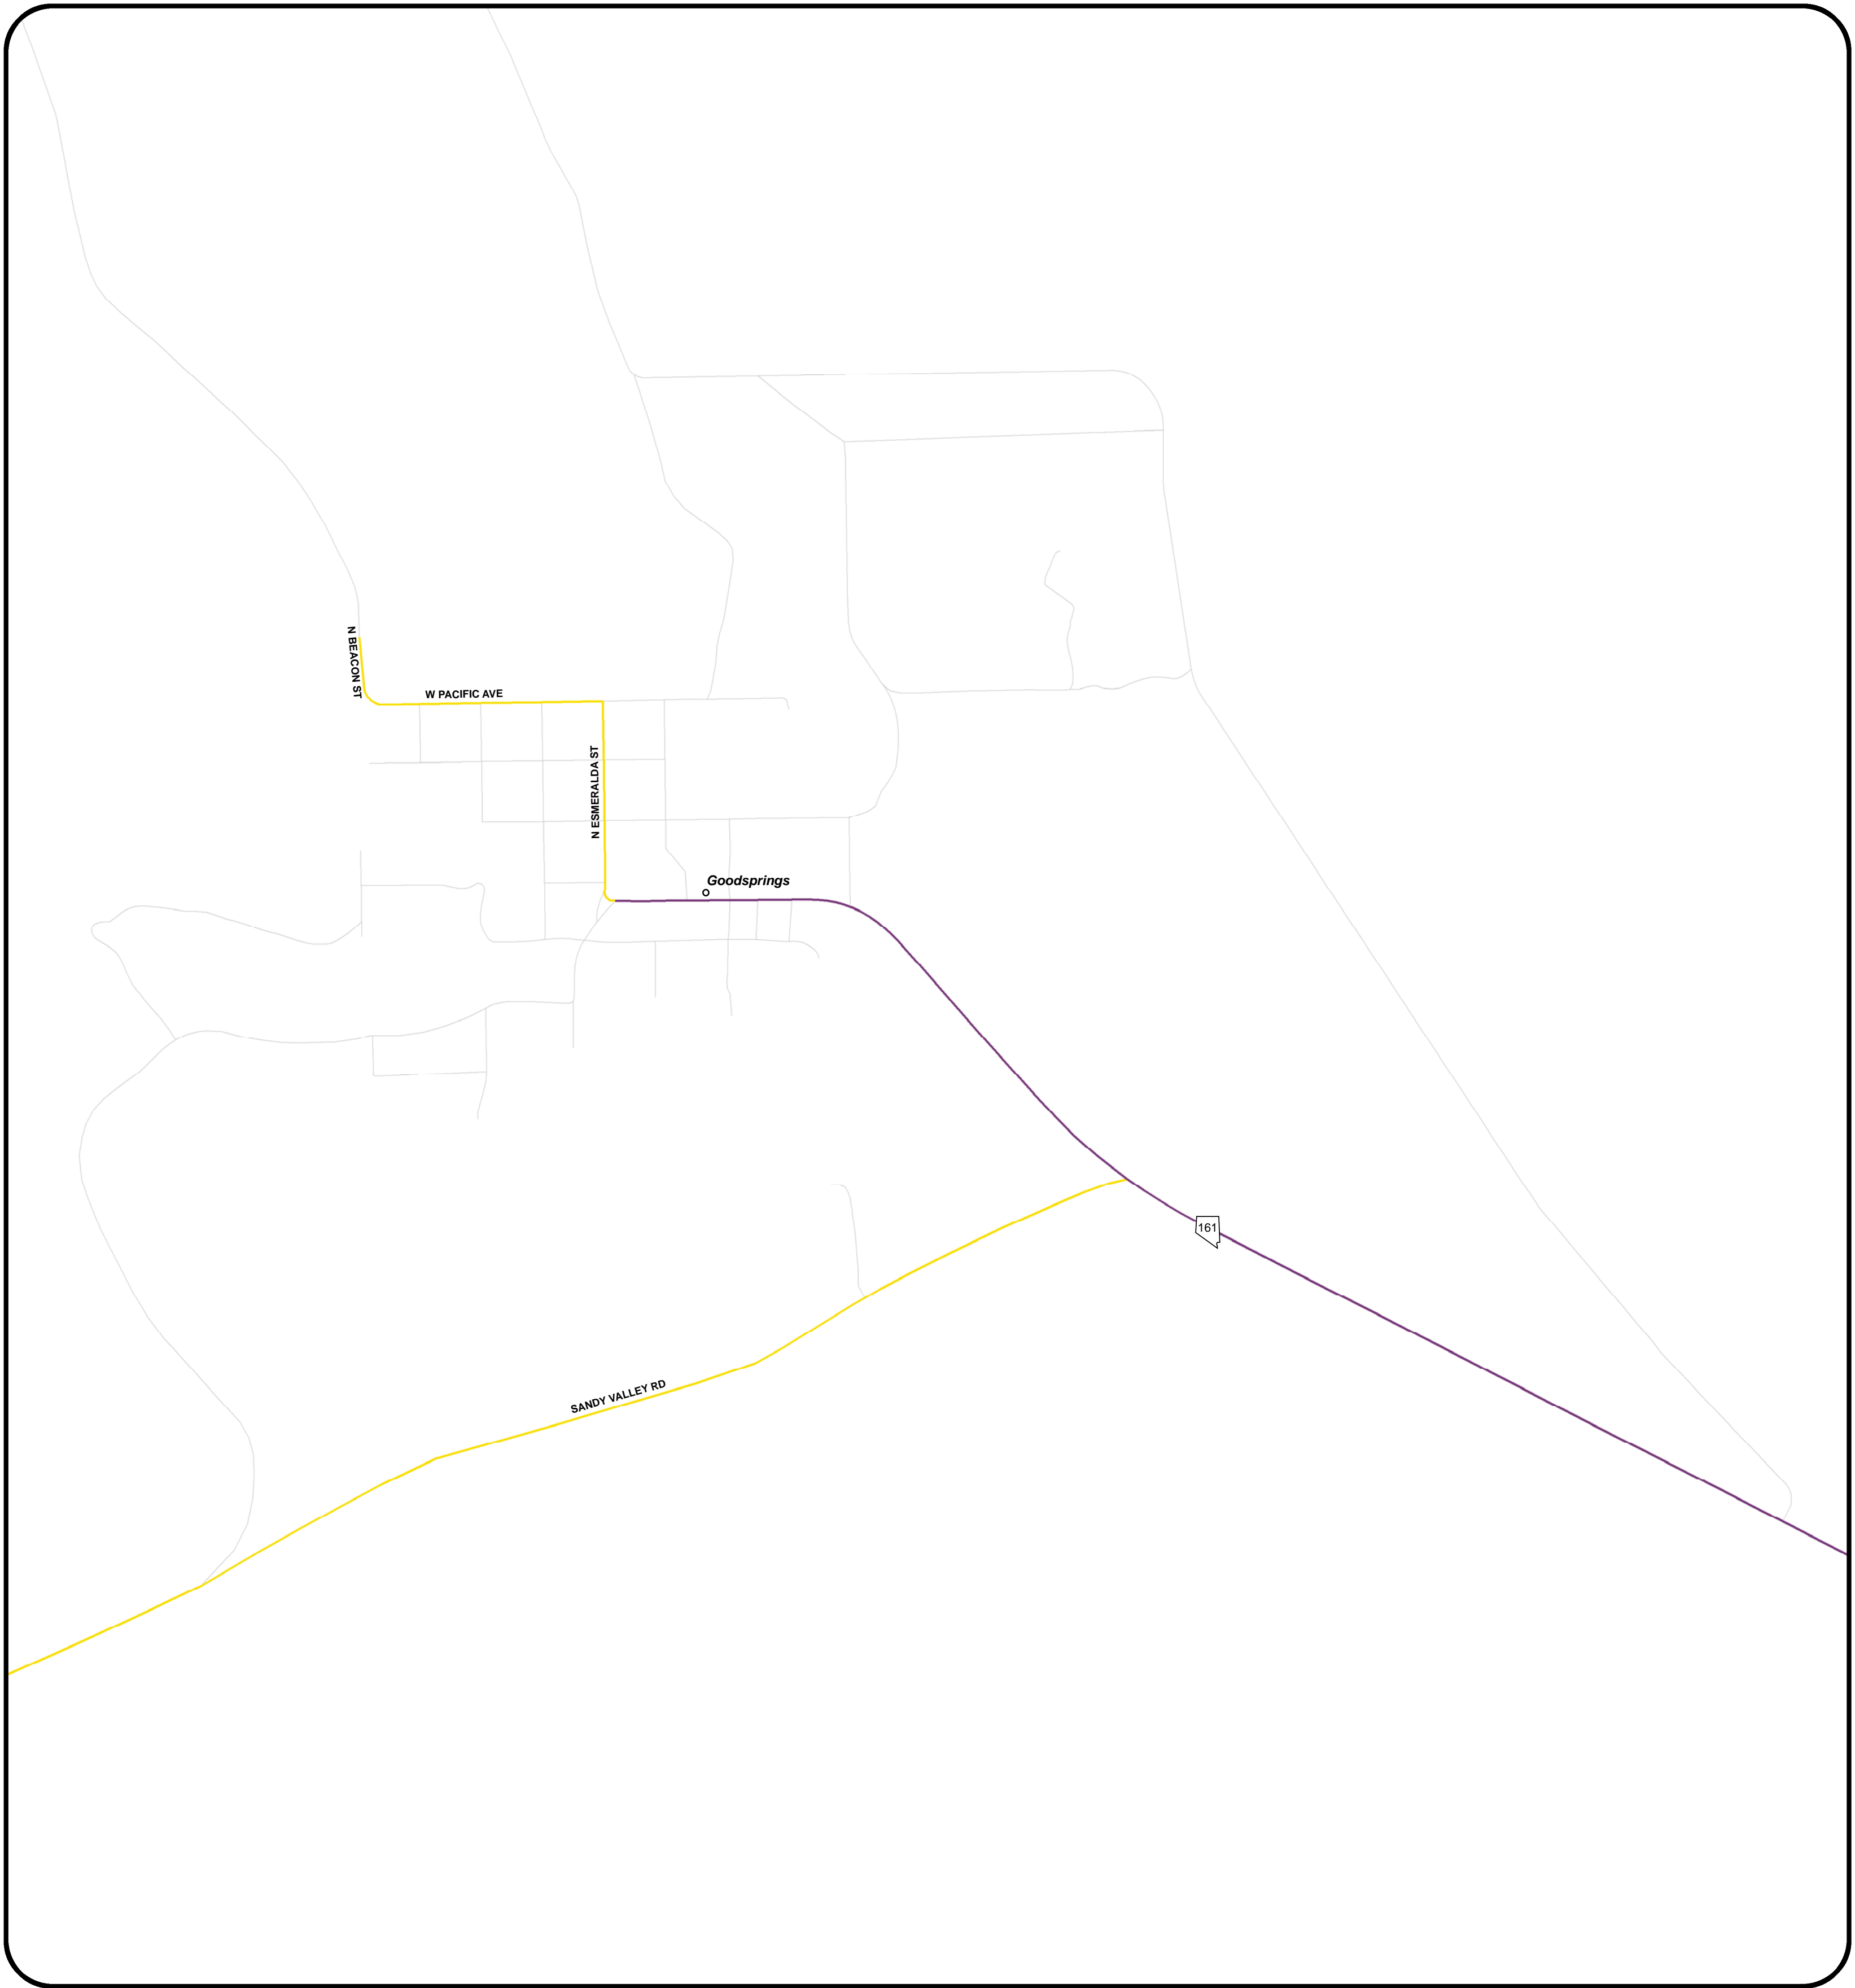 N BEACON ST
W PACIFIC AVE
N ESMERALDA ST
Goodsprings
161
SANDY VALLEY RD